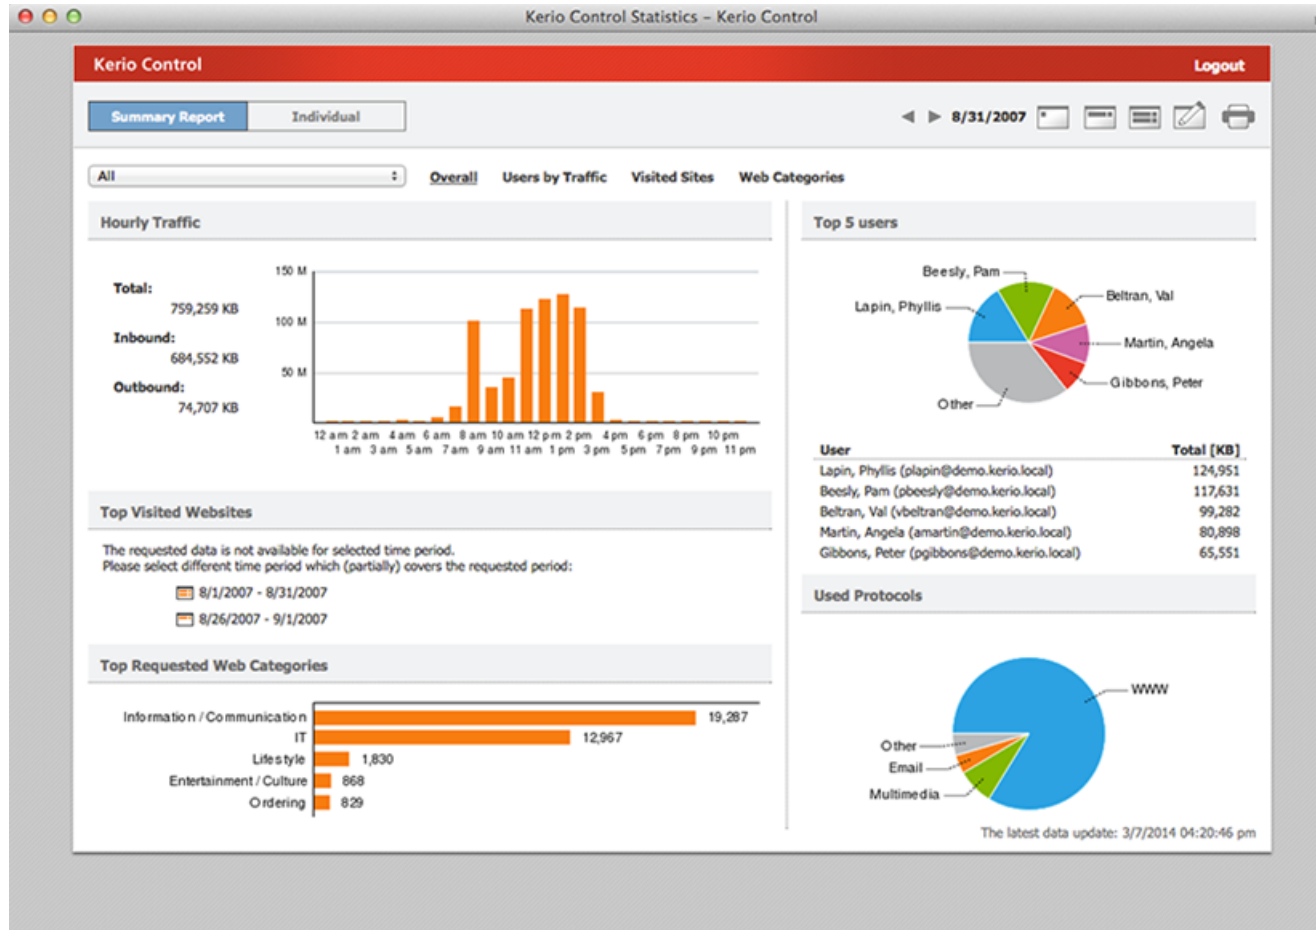 Kerio Control Statistics – Kerio Control
Kerio Control
Logout
Summary Report
Individual
8/31/2007
All
Overall
Users by Traffic
Visited Sites
Web Categories
Hourly Traffic
Total:
759,259 KB
Inbound:
684,552 KB
Outbound:
74,707 KB
150 M
100 M
50 M
12 am 2 am 4 am 6 am 8 am 10 am 12 pm 2 pm 4 pm 6 pm 8 pm 10 pm
1 am 3 am 5 am 7 am 9 am 11 am 1 pm 3 pm 5 pm 7 pm 9 pm 11 pm
Top Visited Websites
The requested data is not available for selected time period.
Please select different time period which (partially) covers the requested period:
8/1/2007 - 8/31/2007
8/26/2007 - 9/1/2007
Top Requested Web Categories
Information / Communication 19,287
IT 12,967
Lifestyle 1,830
Entertainment / Culture 868
Ordering 829
Top 5 users
Beesly, Pam
Beltran, Val
Lapin, Phyllis
Martin, Angela
Gibbons, Peter
Other
User Total [KB]
Lapin, Phyllis (plapin@demo.kerio.local) 124,951
Beesly, Pam (pbeesly@demo.kerio.local) 117,631
Beltran, Val (vbeltran@demo.kerio.local) 99,282
Martin, Angela (amartin@demo.kerio.local) 80,898
Gibbons, Peter (pgibbons@demo.kerio.local) 65,551
Used Protocols
WWW
Other
Email
Multimedia
The latest data update: 3/7/2014 04:20:46 pm